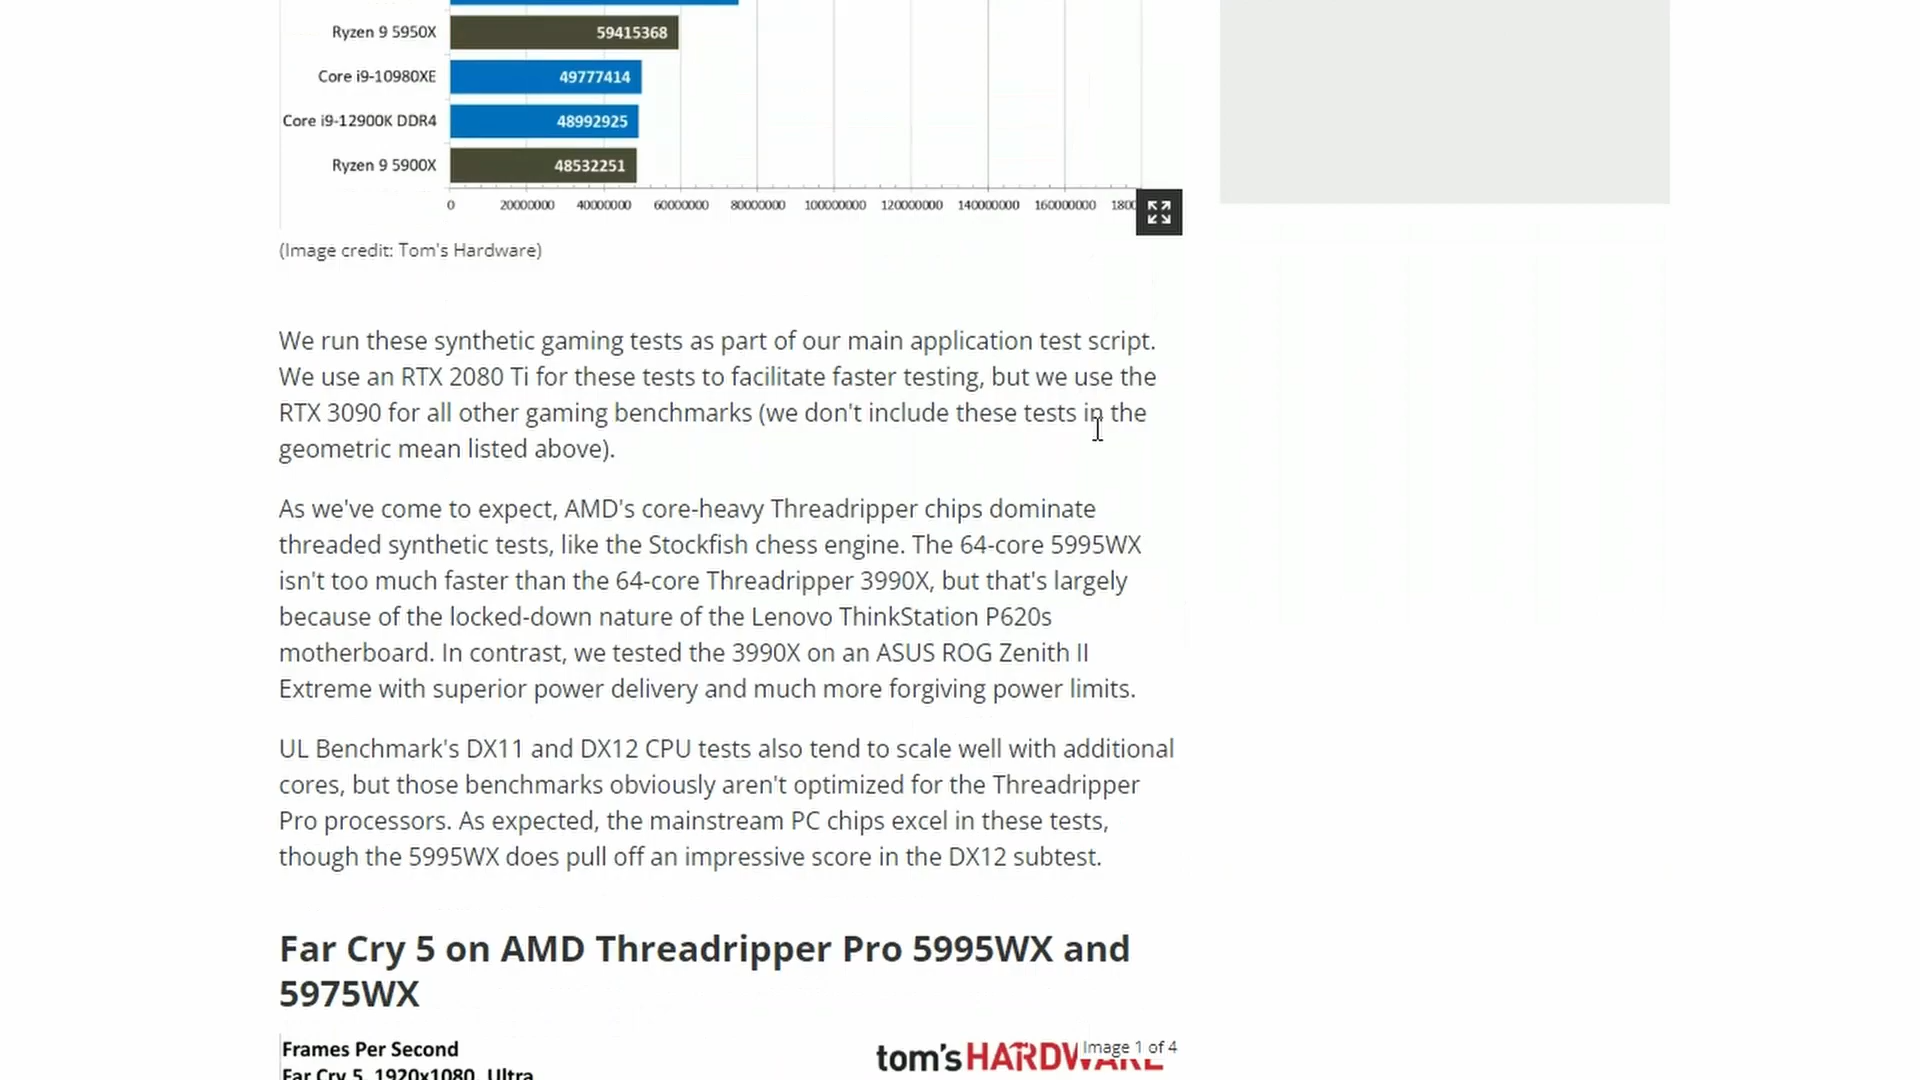 Ryzen 9 5950X 59415368
Core i9-10980XE 49777414
Core i9-12900K DDR4 48992925
Ryzen 9 5900X 48532251
0 20000000 40000000 60000000 80000000 100000000 120000000 140000000 160000000 1800
(Image credit: Tom's Hardware)
We run these synthetic gaming tests as part of our main application test script.
We use an RTX 2080 Ti for these tests to facilitate faster testing, but we use the
RTX 3090 for all other gaming benchmarks (we don't include these tests in the
geometric mean listed above).
As we've come to expect, AMD's core-heavy Threadripper chips dominate
threaded synthetic tests, like the Stockfish chess engine. The 64-core 5995WX
isn't too much faster than the 64-core Threadripper 3990X, but that's largely
because of the locked-down nature of the Lenovo ThinkStation P620s
motherboard. In contrast, we tested the 3990X on an ASUS ROG Zenith II
Extreme with superior power delivery and much more forgiving power limits.
UL Benchmark's DX11 and DX12 CPU tests also tend to scale well with additional
cores, but those benchmarks obviously aren't optimized for the Threadripper
Pro processors. As expected, the mainstream PC chips excel in these tests,
though the 5995WX does pull off an impressive score in the DX12 subtest.
Far Cry 5 on AMD Threadripper Pro 5995WX and
5975WX
Frames Per Second
tom's HARDWARE
Image 1 of 4
Far Cry 5, 1920x1080, Ultra